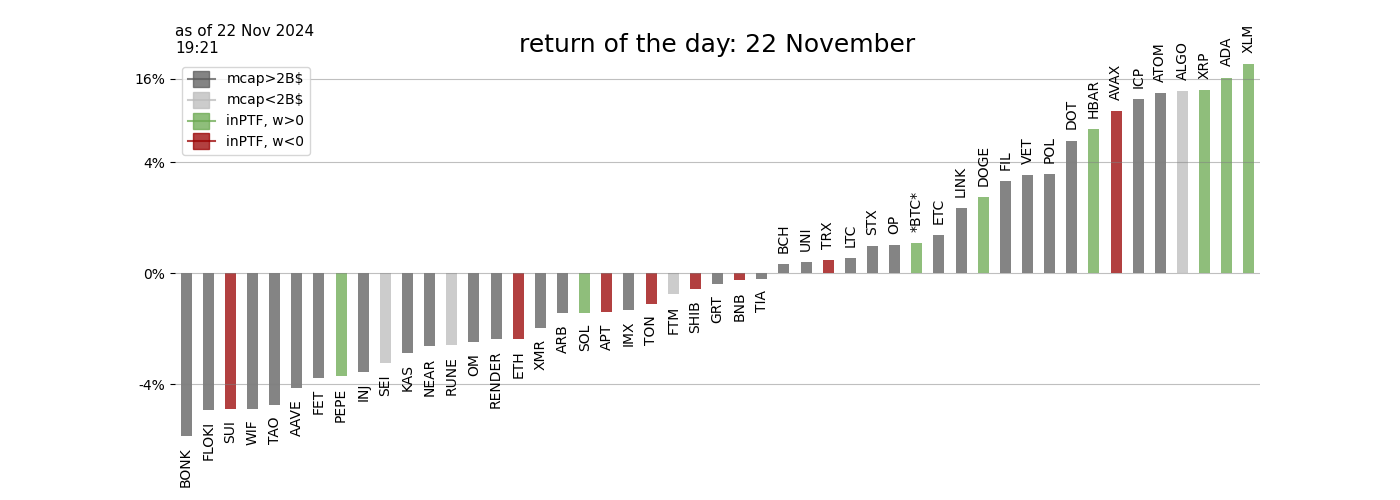 as of 22 Nov 2024
19:21
return of the day: 22 November
mcap>2B$
mcap<2B$
inPTF, w>0
inPTF, w<0
16%
4%
0%
-4%
BONK
FLOKI
SUI
WIF
TAO
AAVE
FET
PEPE
INJ
SEI
KAS
NEAR
RUNE
OM
RENDER
ETH
XMR
ARB
SOL
APT
IMX
TON
FTM
SHIB
GRT
BNB
TIA
BCH
UNI
TRX
LTC
STX
OP
*BTC*
ETC
LINK
DOGE
FIL
VET
POL
DOT
HBAR
AVAX
ICP
ATOM
ALGO
XRP
ADA
XLM